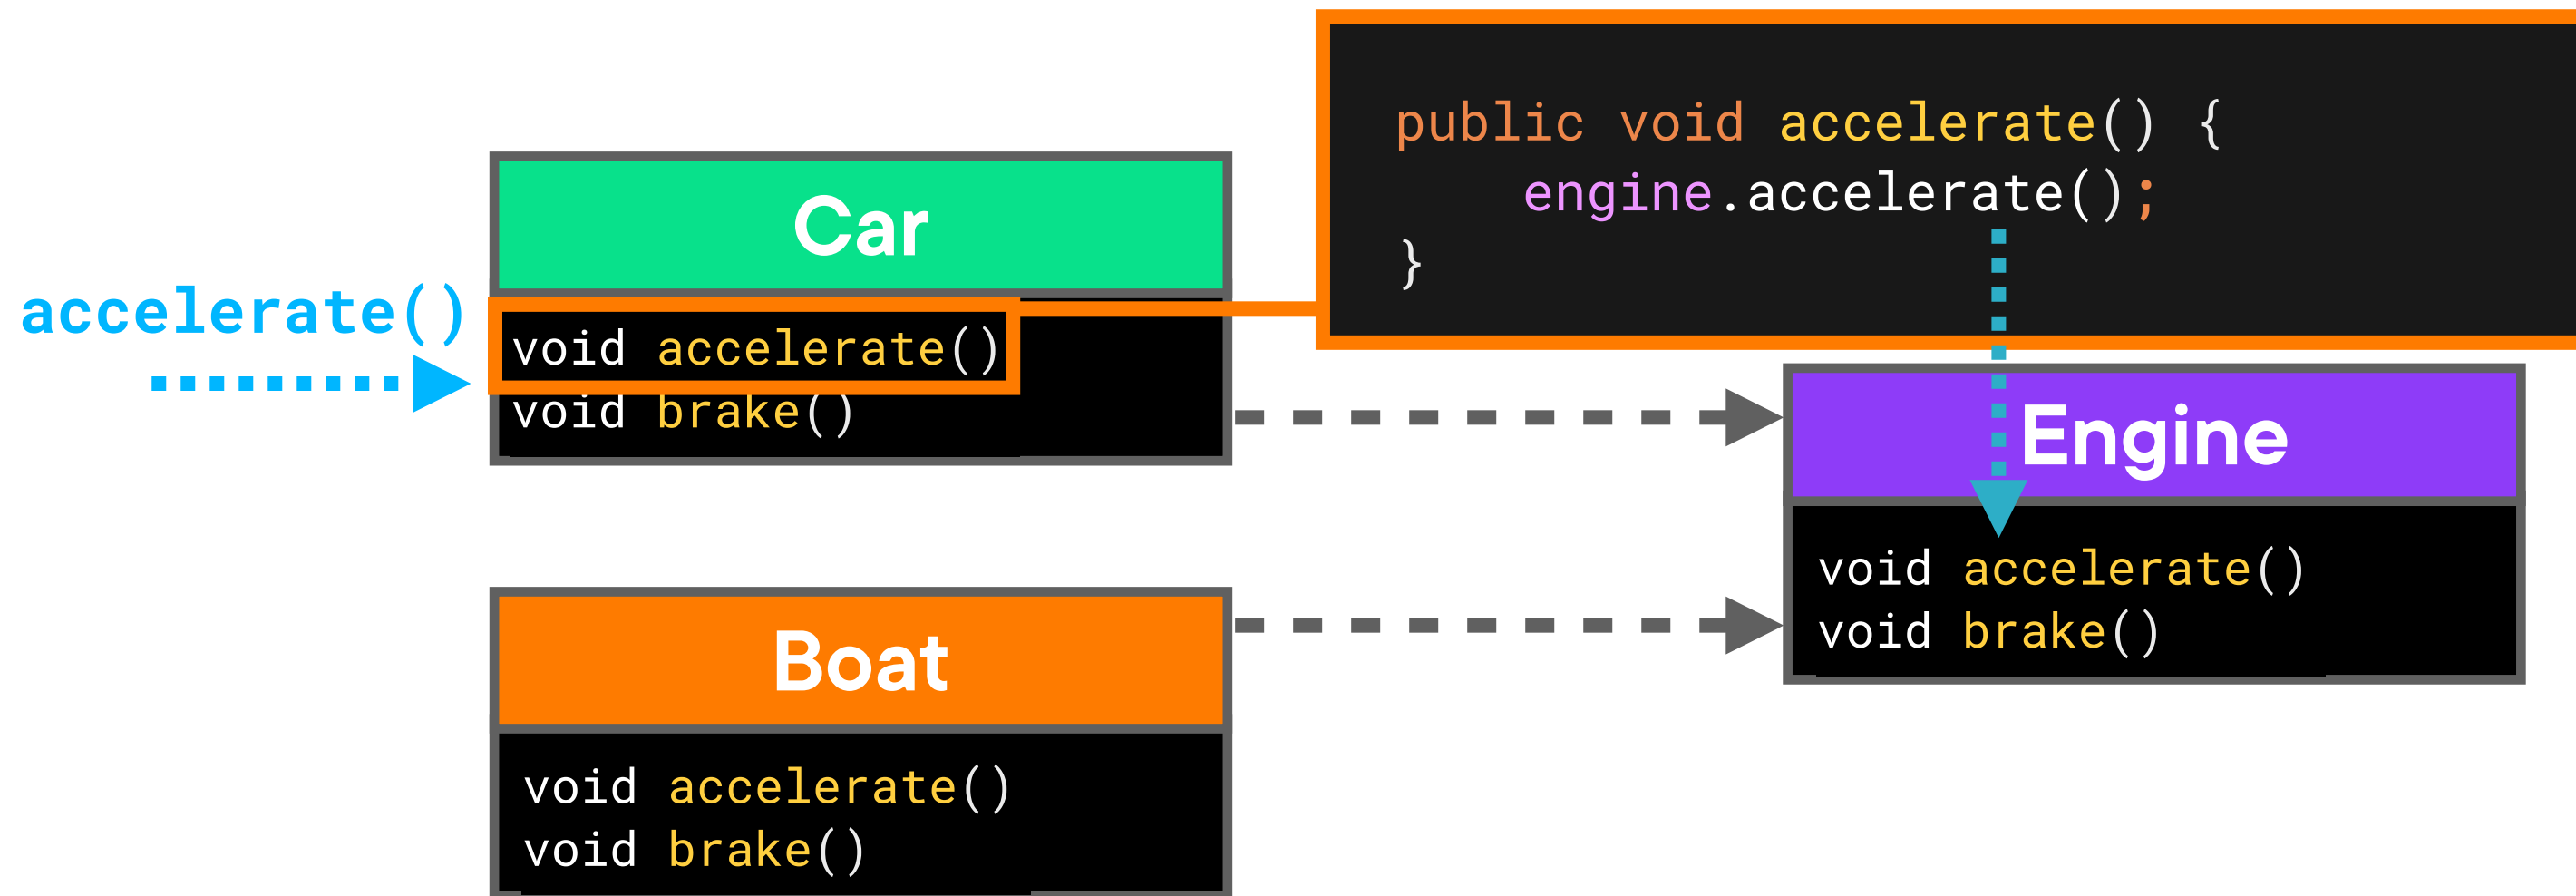 public void accelerate() {
engine.accelerate();
}
Car
accelerate()
void accelerate()
void brake()
Engine
void accelerate()
void brake()
Boat
void accelerate()
void brake()